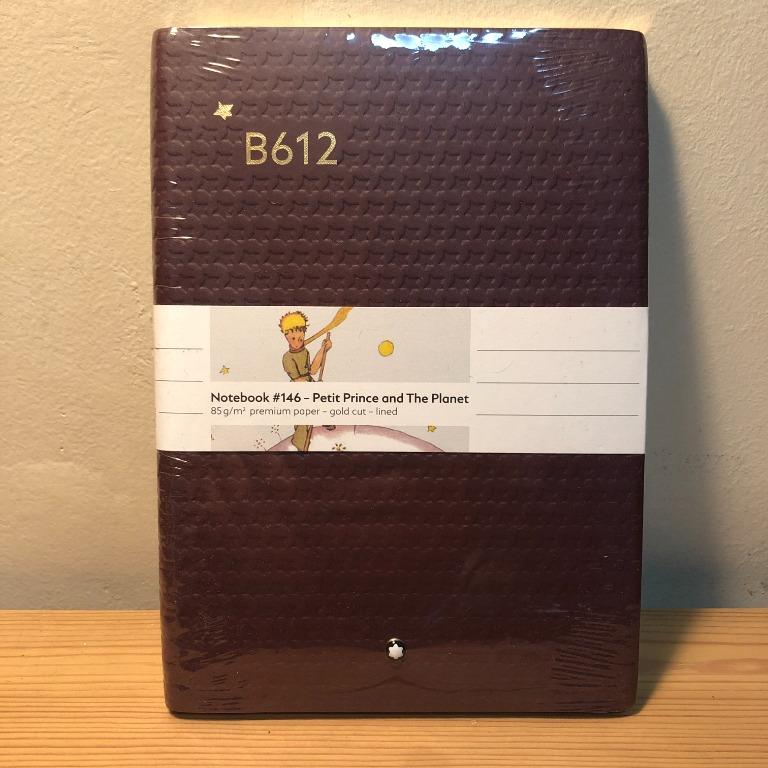 B612
Notebook #146 – Petit Prince and The Planet
85 g/m² premium paper – gold cut – lined